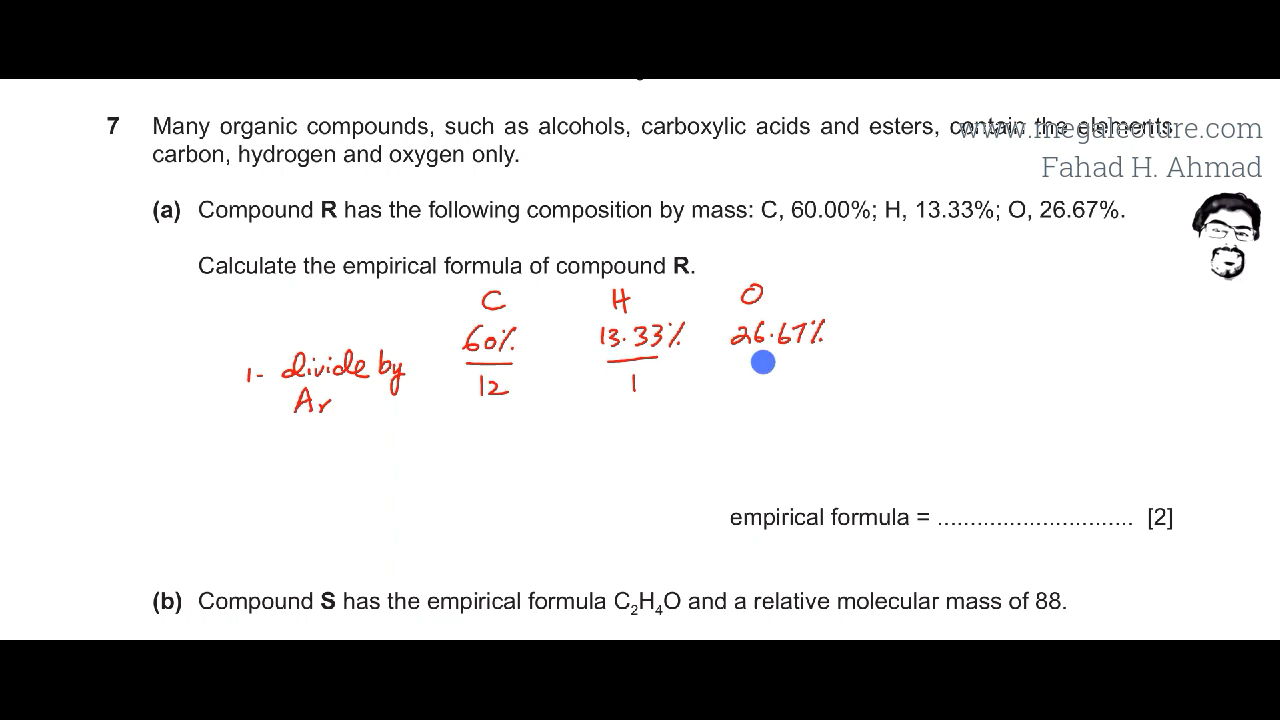 7 Many organic compounds, such as alcohols, carboxylic acids and esters, contain the elements
www.megalecture.com
carbon, hydrogen and oxygen only.
Fahad H. Ahmad
(a) Compound R has the following composition by mass: C, 60.00%; H, 13.33%; O, 26.67%.
Calculate the empirical formula of compound R.
C H O
60% 13.33% 26.67%
1- divide by Ar 12 1
empirical formula = .............................. [2]
(b) Compound S has the empirical formula C₂H₄O and a relative molecular mass of 88.